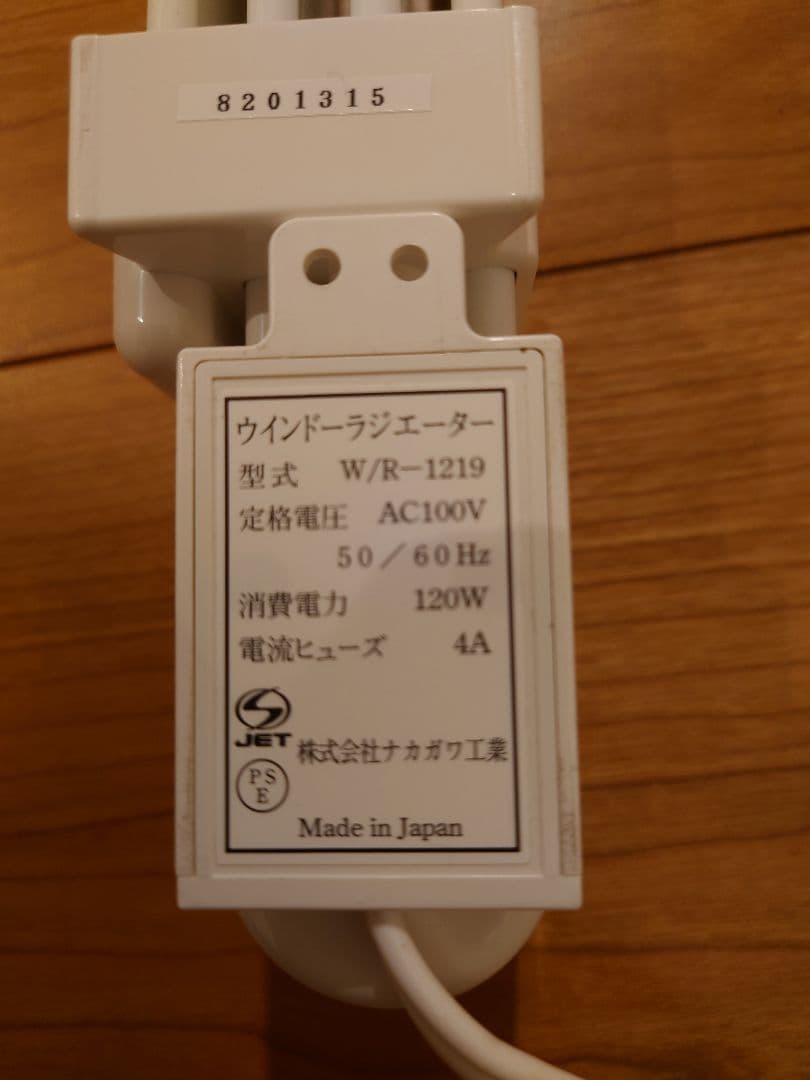 8201315
ウインドーラジエーター
型式 W/R－1219
定格電圧 AC100V
50／60Hz
消費電力 120W
電流ヒューズ 4A
JET
株式会社ナカガワ工業
PS
E
Made in Japan